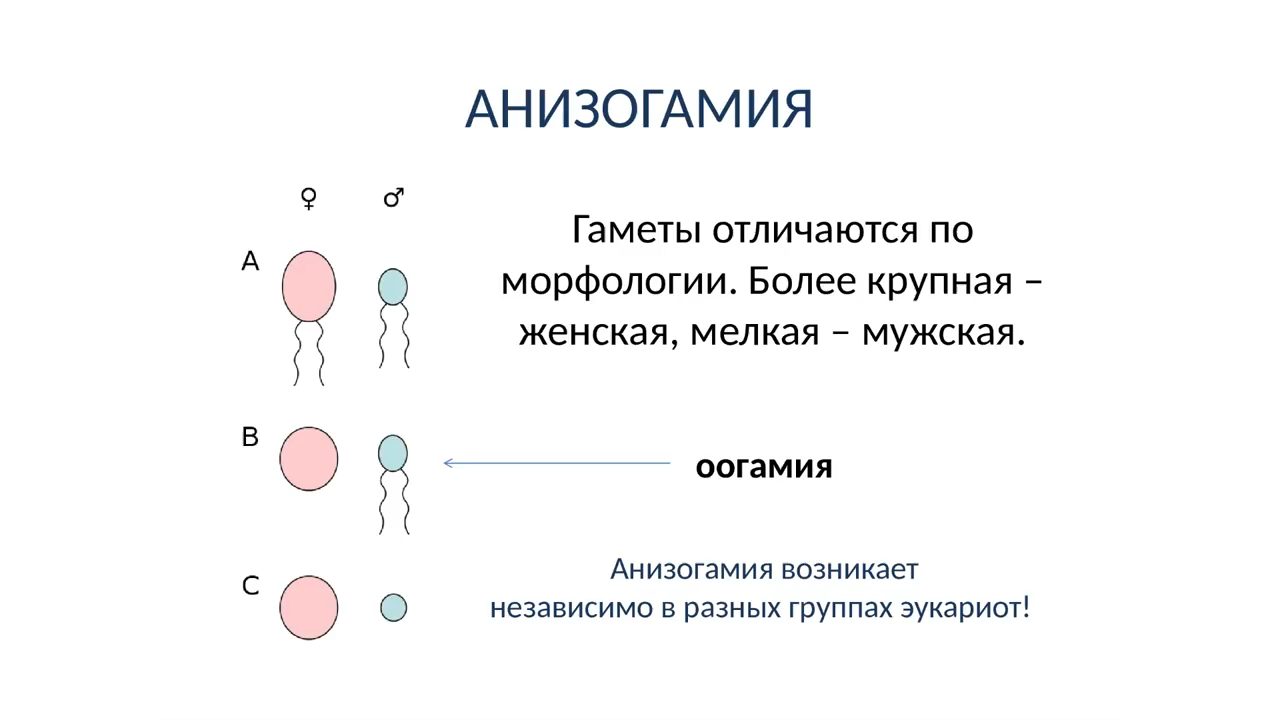 АНИЗОГАМИЯ
♀ ♂
Гаметы отличаются по
морфологии. Более крупная –
женская, мелкая – мужская.
A
B
оогамия
C
Анизогамия возникает
независимо в разных группах эукариот!